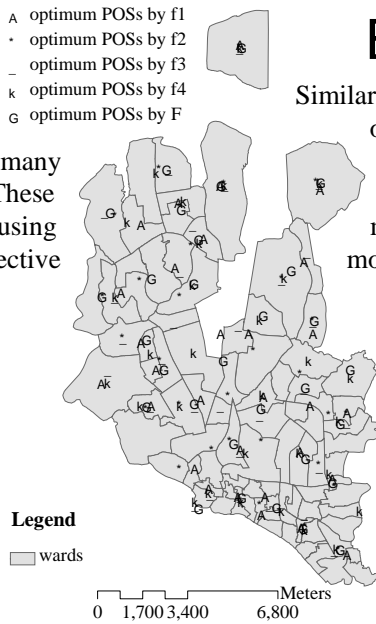 A optimum POSs by f1
* optimum POSs by f2
_ optimum POSs by f3
k optimum POSs by f4
G optimum POSs by F
Similar
many
These
using
ective
mo
Legend
wards
Meters
0 1,700 3,400 6,800